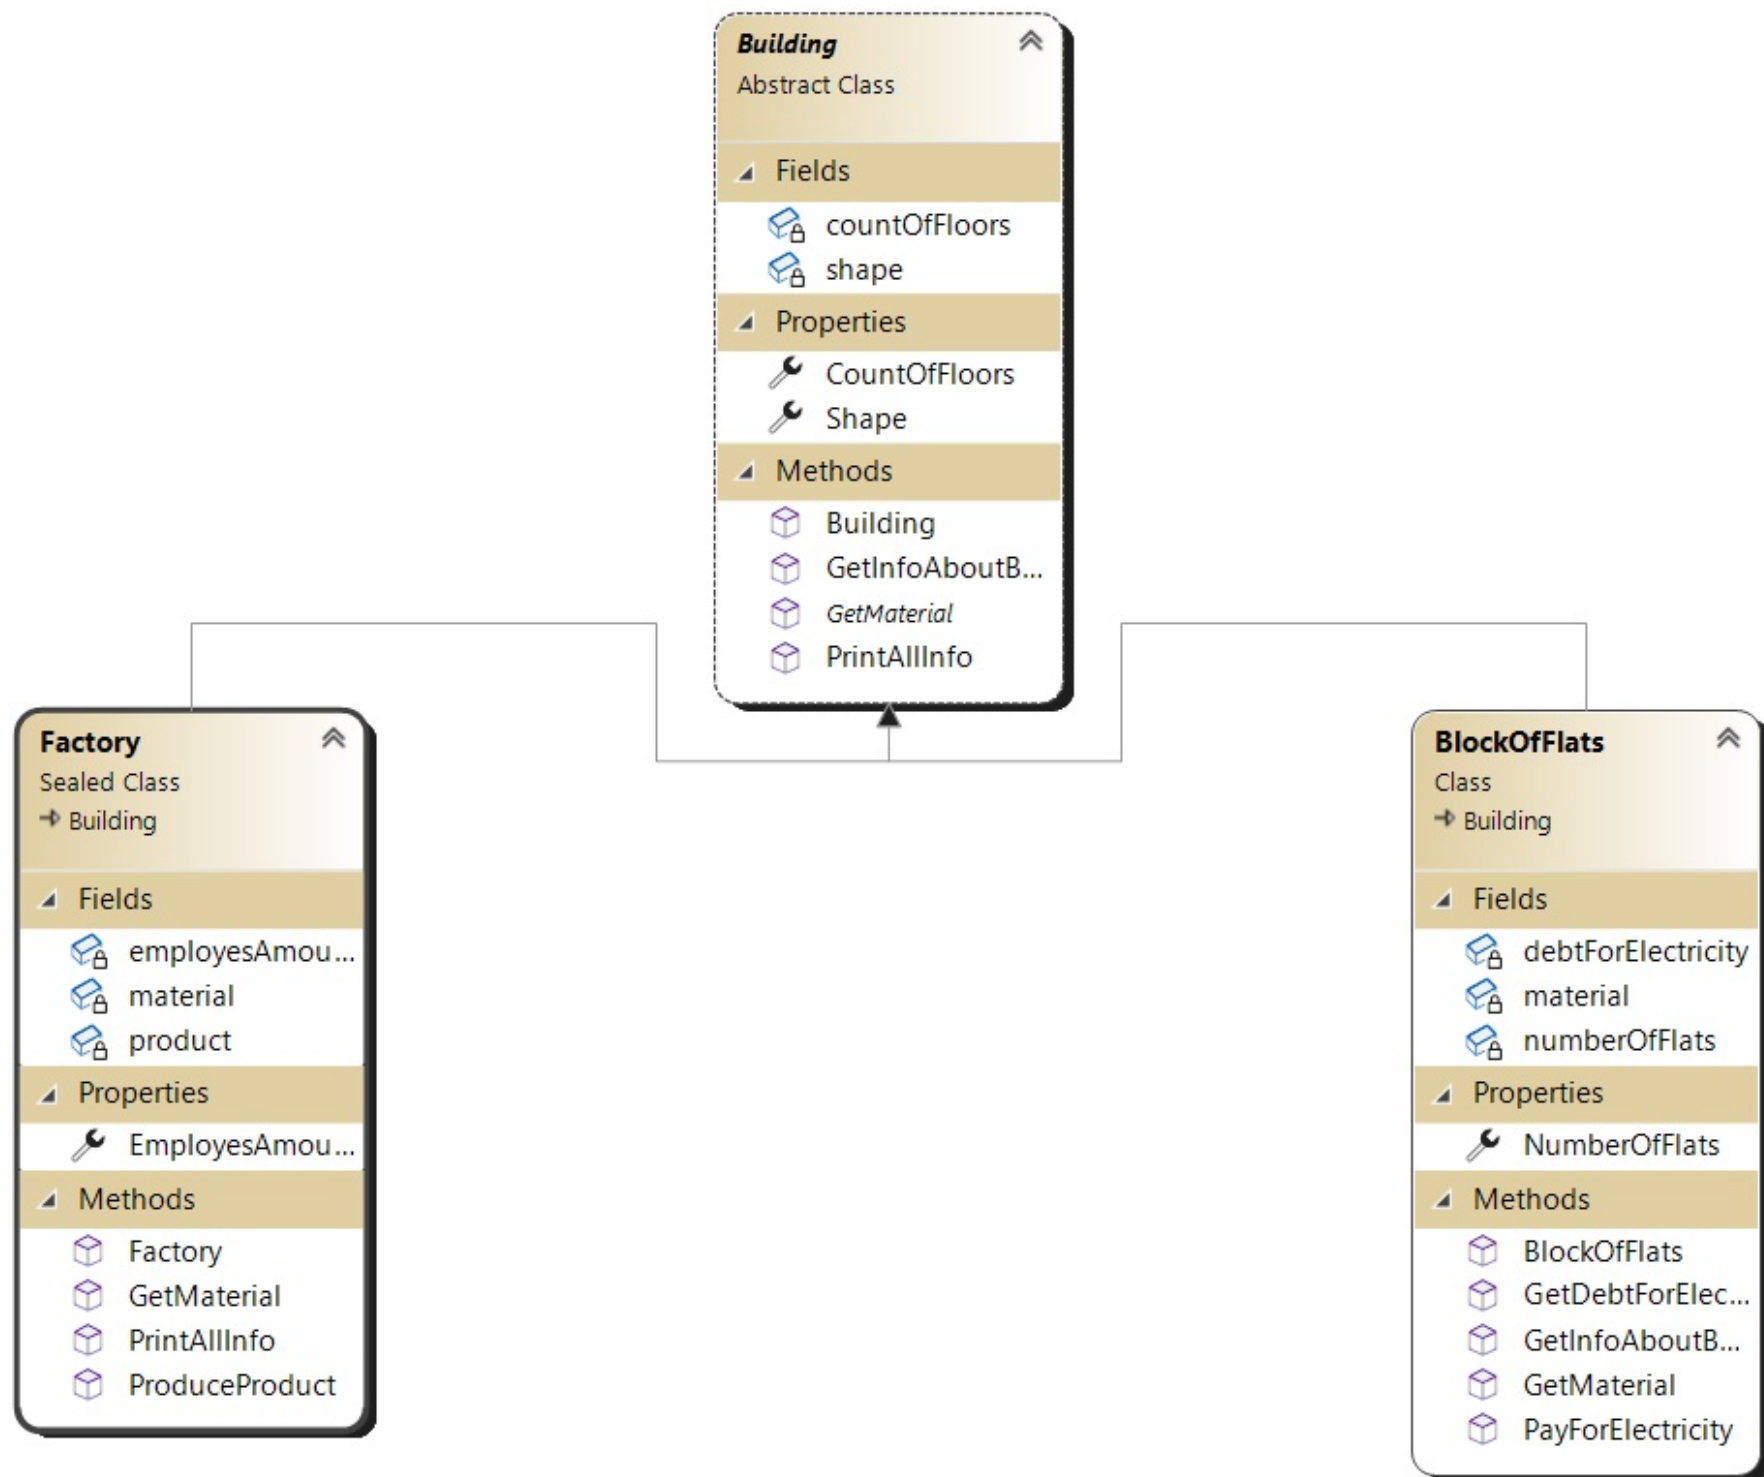 Building
Abstract Class
Fields
countOfFloors
shape
Properties
CountOfFloors
Shape
Methods
Building
GetInfoAboutB...
GetMaterial
PrintAllInfo
Factory
Sealed Class
Building
Fields
employesAmou...
material
product
Properties
EmployesAmou...
Methods
Factory
GetMaterial
PrintAllInfo
ProduceProduct
BlockOfFlats
Class
Building
Fields
debtForElectricity
material
numberOfFlats
Properties
NumberOfFlats
Methods
BlockOfFlats
GetDebtForElec...
GetInfoAboutB...
GetMaterial
PayForElectricity